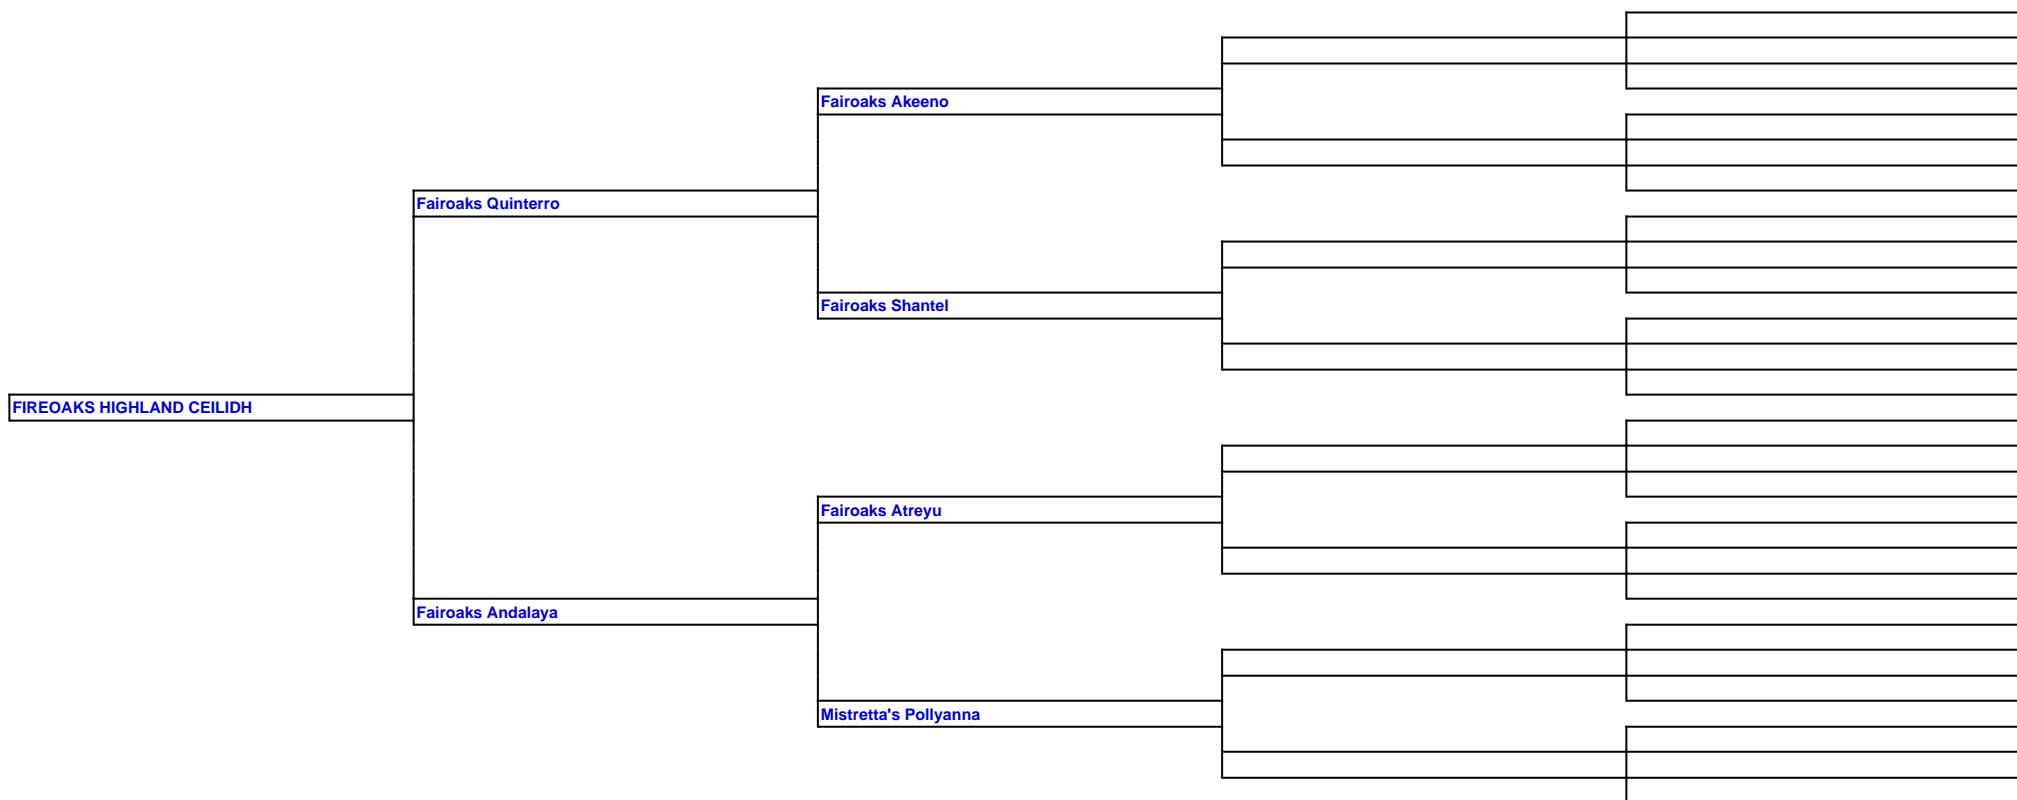 Fairoaks Akeeno
Fairoaks Quinterro
Fairoaks Shantel
FIREOAKS HIGHLAND CEILIDH
Fairoaks Atreyu
Fairoaks Andalaya
Mistretta's Pollyanna